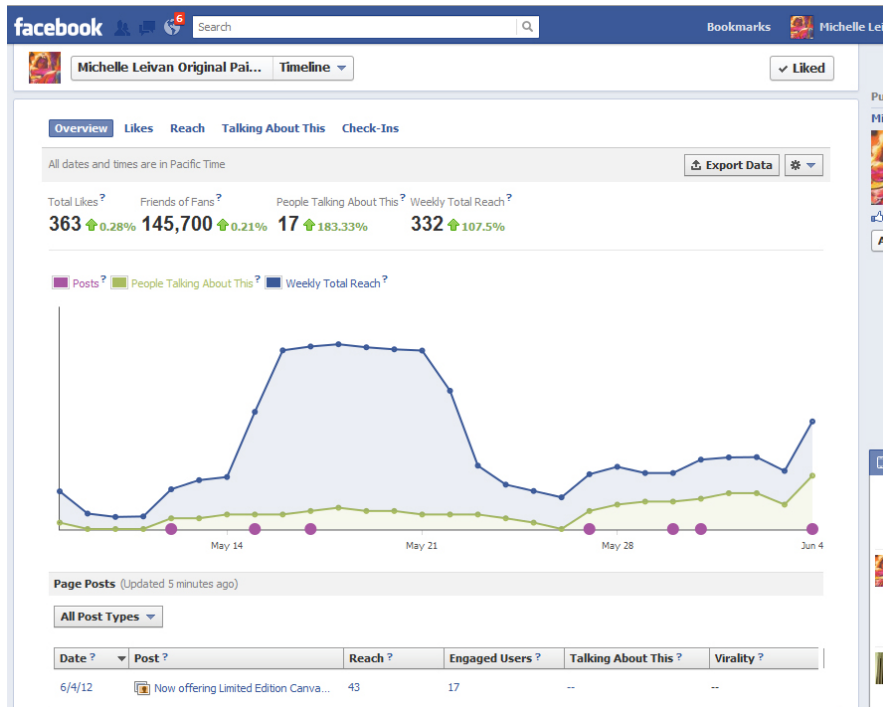 facebook 6 Search Bookmarks Michelle Lei
Michelle Leivan Original Pai... Timeline Liked
Pu
Mi
Overview Likes Reach Talking About This Check-Ins
All dates and times are in Pacific Time Export Data
Total Likes? Friends of Fans? People Talking About This? Weekly Total Reach?
363 0.28% 145,700 0.21% 17 183.33% 332 107.5%
A
Posts? People Talking About This? Weekly Total Reach?
May 14 May 21 May 28 Jun 4
Page Posts (Updated 5 minutes ago)
All Post Types
Date? Post? Reach? Engaged Users? Talking About This? Virality?
6/4/12 Now offering Limited Edition Canva... 43 17 -- --